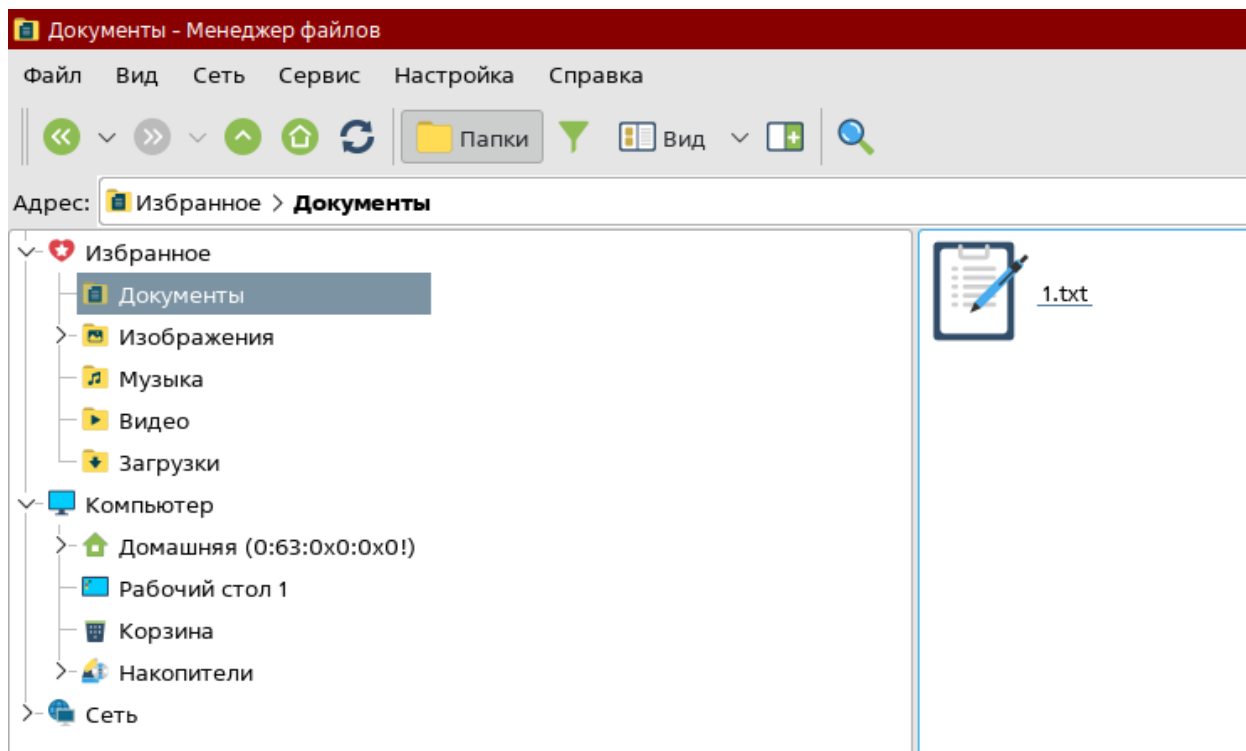 Документы - Менеджер файлов
Файл Вид Сеть Сервис Настройка Справка
Папки Вид
Адрес: Избранное > Документы
Избранное
Документы
Изображения
Музыка
Видео
Загрузки
Компьютер
Домашняя (0:63:0x0:0x0!)
Рабочий стол 1
Корзина
Накопители
Сеть
1.txt